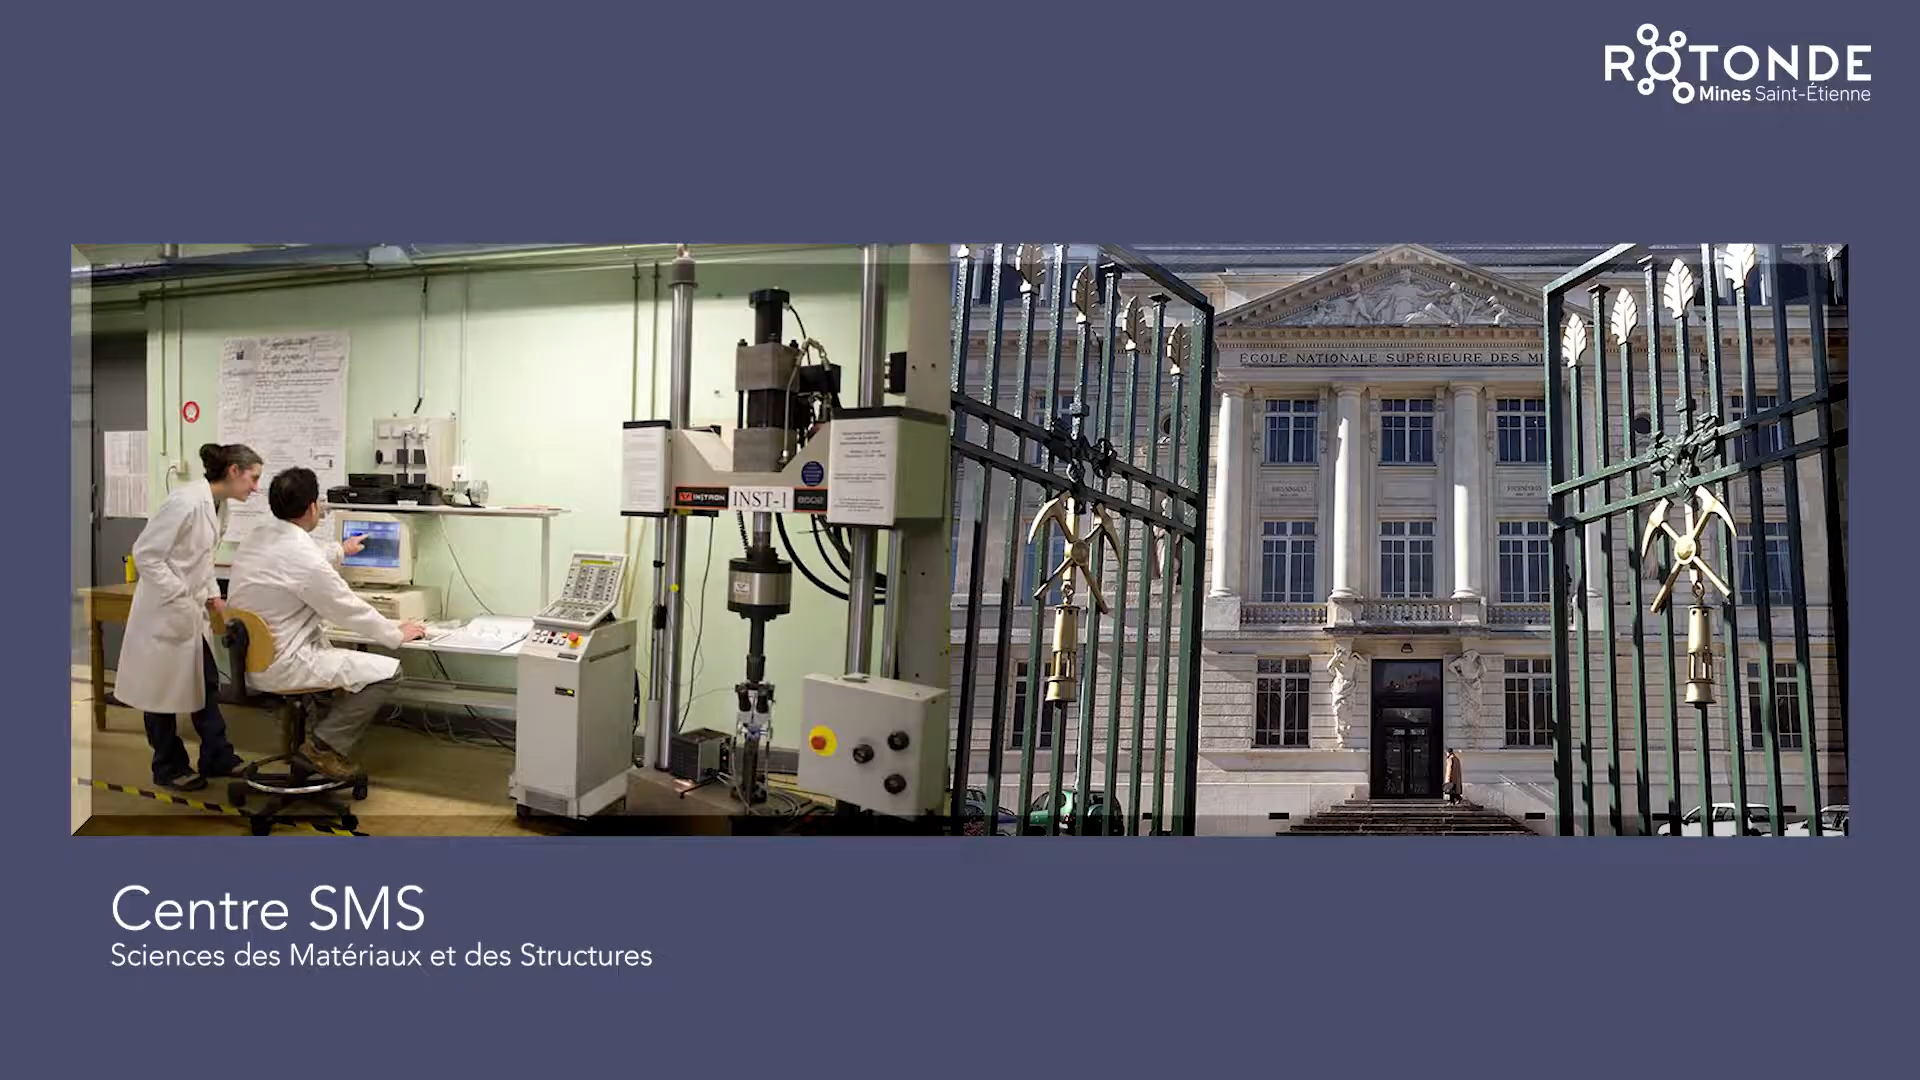 ROTONDE
Mines Saint-Étienne
ÉCOLE NATIONALE SUPÉRIEURE DES MI
INSTRON INST-1 8502
Centre SMS
Sciences des Matériaux et des Structures